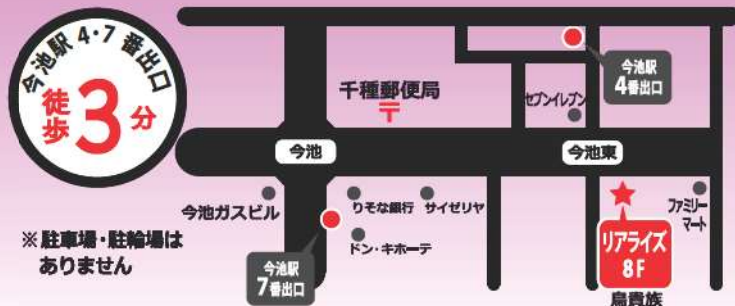 今池駅 4・7 番出口
徒歩3分
千種郵便局
〒
セブンイレブン
今池駅
4番出口
今池
今池東
今池ガスビル
りそな銀行
サイゼリヤ
ドン・キホーテ
ファミリー
マート
リアライズ
8F
鳥貴族
今池駅
7番出口
※駐車場・駐輪場は
ありません